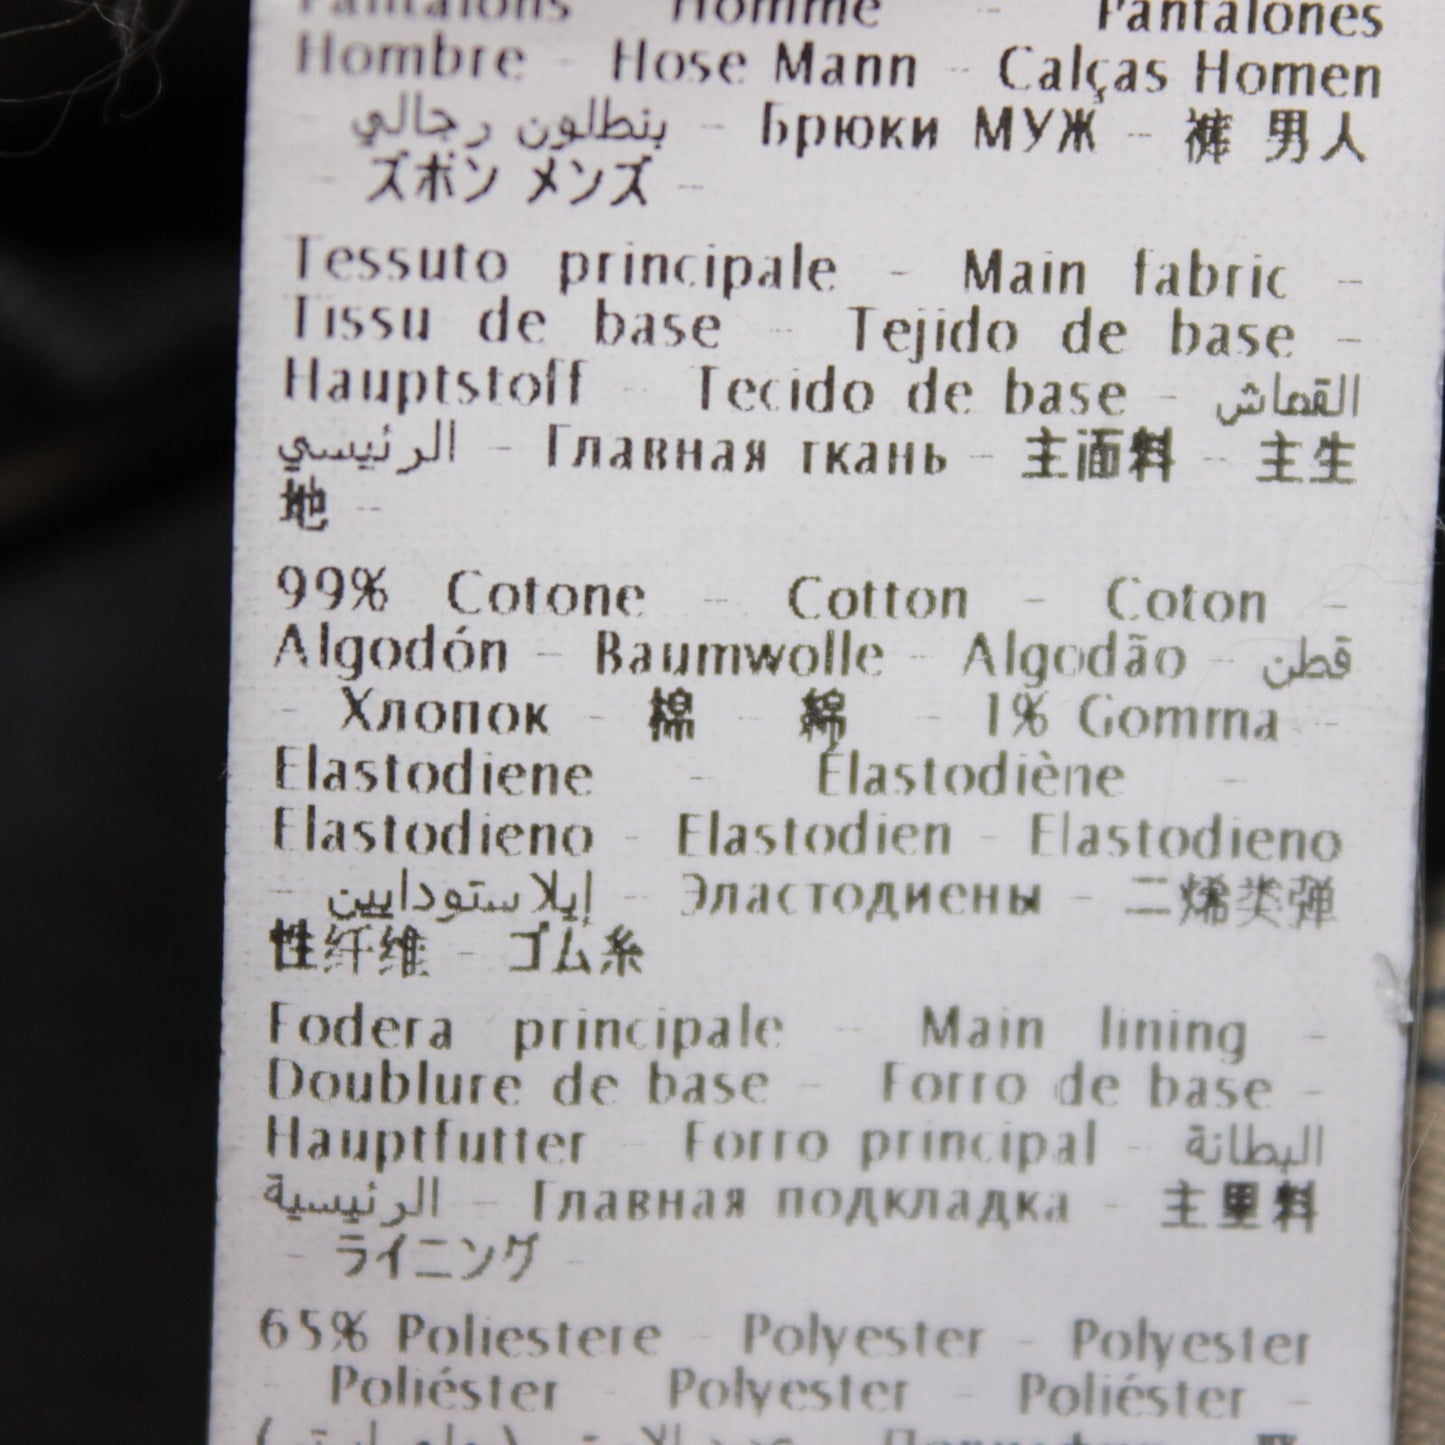 Pantalons Homme - Pantalones
Hombre - Hose Mann - Calças Homen
- بنطلون رجالي - Брюки МУЖ - 裤 男人
- ズボン メンズ -
Tessuto principale - Main fabric -
Tissu de base - Tejido de base -
Hauptstoff - Tecido de base - القماش
الرئيسي - Главная ткань - 主面料 - 主生
地 -
99% Cotone - Cotton - Coton -
Algodón - Baumwolle - Algodão - قطن
- Хлопок - 棉 - 綿 - 1% Gomma -
Elastodiene - Élastodiène -
Elastodieno - Elastodien - Elastodieno
- إيلاستودايين - Эластодиены - 二烯类弹
性纤维 - ゴム糸
Fodera principale - Main lining -
Doublure de base - Forro de base -
Hauptfutter - Forro principal - البطانة
الرئيسية - Главная подкладка - 主里料
- ライニング -
65% Poliestere - Polyester - Polyester
- Poliéster - Polyester - Poliéster -